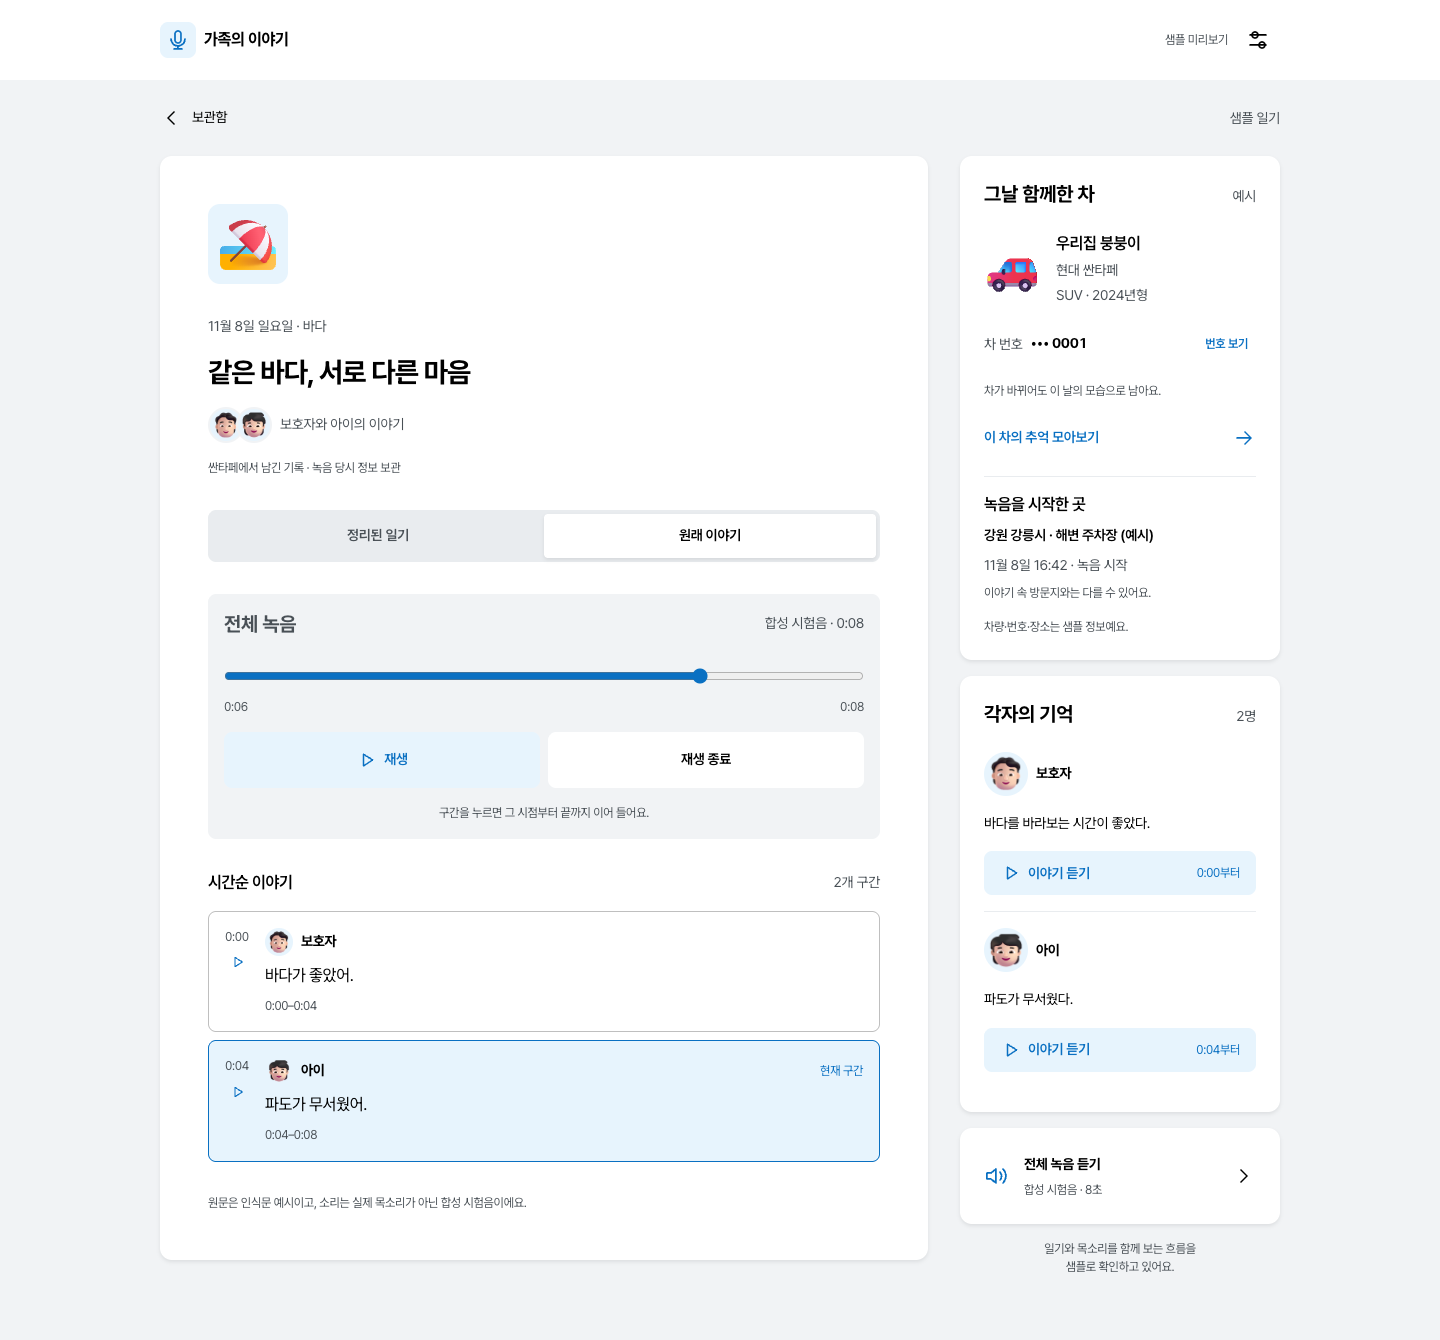 가족의 이야기
샘플 미리보기
보관함
샘플 일기
11월 8일 일요일 · 바다
같은 바다, 서로 다른 마음
보호자와 아이의 이야기
싼타페에서 남긴 기록 · 녹음 당시 정보 보관
정리된 일기
원래 이야기
전체 녹음
합성 시험음 · 0:08
0:06
0:08
재생
재생 종료
구간을 누르면 그 시점부터 끝까지 이어 들어요.
시간순 이야기
2개 구간
0:00
보호자
바다가 좋았어.
0:00–0:04
0:04
아이
현재 구간
파도가 무서웠어.
0:04–0:08
원문은 인식문 예시이고, 소리는 실제 목소리가 아닌 합성 시험음이에요.
그날 함께한 차
예시
우리집 붕붕이
현대 싼타페
SUV · 2024년형
차 번호 ••• 0001
번호 보기
차가 바뀌어도 이 날의 모습으로 남아요.
이 차의 추억 모아보기
녹음을 시작한 곳
강원 강릉시 · 해변 주차장 (예시)
11월 8일 16:42 · 녹음 시작
이야기 속 방문지와는 다를 수 있어요.
차량·번호·장소는 샘플 정보예요.
각자의 기억
2명
보호자
바다를 바라보는 시간이 좋았다.
이야기 듣기
0:00부터
아이
파도가 무서웠다.
이야기 듣기
0:04부터
전체 녹음 듣기
합성 시험음 · 8초
일기와 목소리를 함께 보는 흐름을
샘플로 확인하고 있어요.